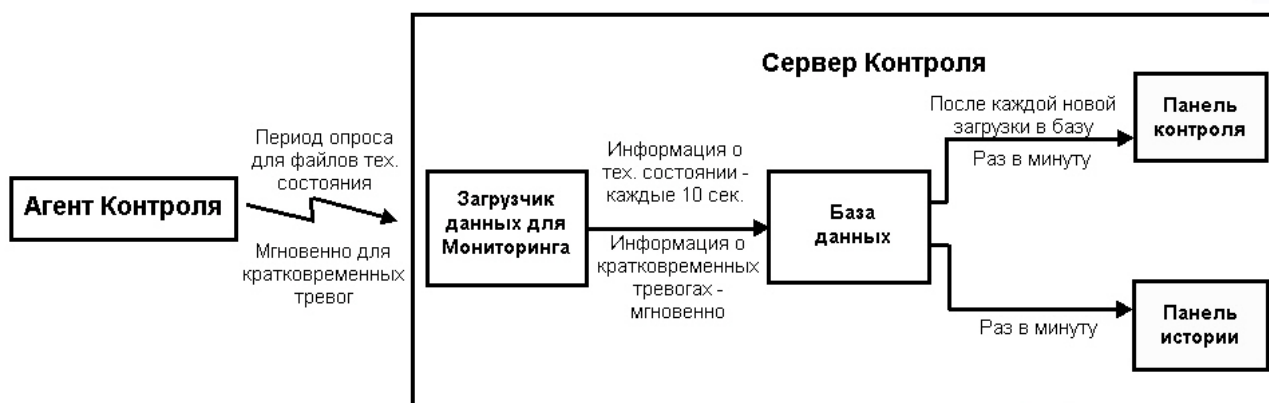 Сервер Контроля
Период опроса
для файлов тех.
состояния
Агент Контроля
Мгновенно для
кратковременных
тревог
Загрузчик
данных для
Мониторинга
Информация о
тех. состоянии -
каждые 10 сек.
Информация о
кратковременных
тревогах -
мгновенно
База
данных
После каждой новой
загрузки в базу
Раз в минуту
Панель
контроля
Раз в минуту
Панель
истории